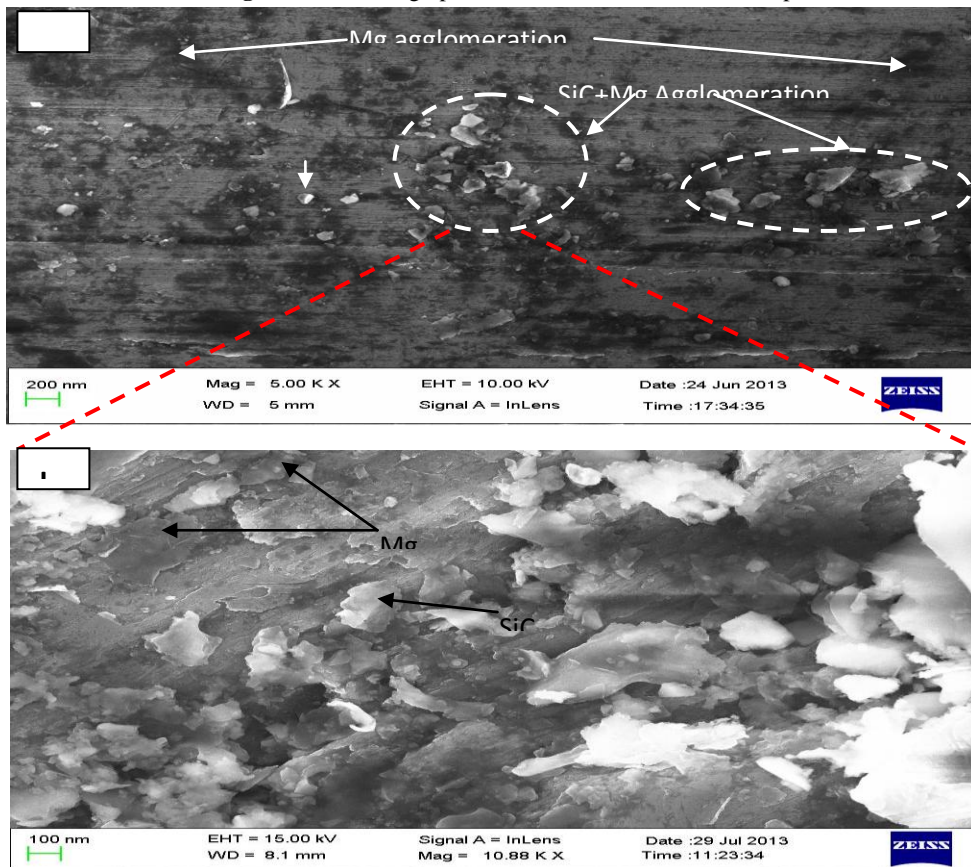 Mg agglomeration
SiC+Mg Agglomeration
200 nm
Mag = 5.00 K X
EHT = 10.00 kV
Date :24 Jun 2013
ZEISS
WD = 5 mm
Signal A = InLens
Time :17:34:35
Mg
SiC
100 nm
EHT = 15.00 kV
Signal A = InLens
Date :29 Jul 2013
ZEISS
WD = 8.1 mm
Mag = 10.88 K X
Time :11:23:34